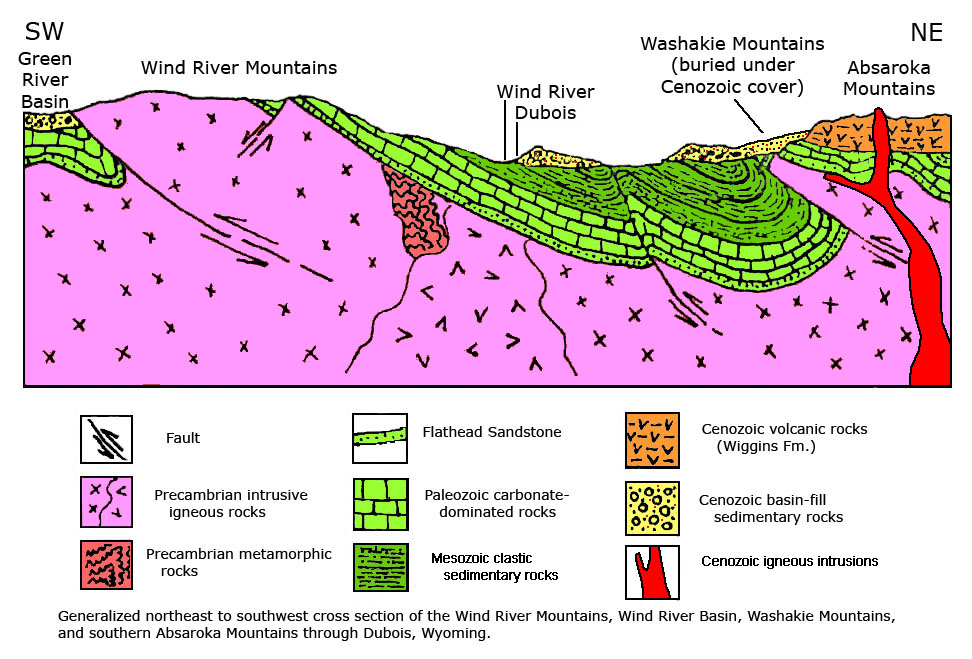 SW
NE
Green
River
Basin
Wind River Mountains
Wind River
Dubois
Washakie Mountains
(buried under
Cenozoic cover)
Absaroka
Mountains
Fault
Flathead Sandstone
Cenozoic volcanic rocks
(Wiggins Fm.)
Precambrian intrusive
igneous rocks
Paleozoic carbonate-
dominated rocks
Cenozoic basin-fill
sedimentary rocks
Precambrian metamorphic
rocks
Mesozoic clastic
sedimentary rocks
Cenozoic igneous intrusions
Generalized northeast to southwest cross section of the Wind River Mountains, Wind River Basin, Washakie Mountains,
and southern Absaroka Mountains through Dubois, Wyoming.